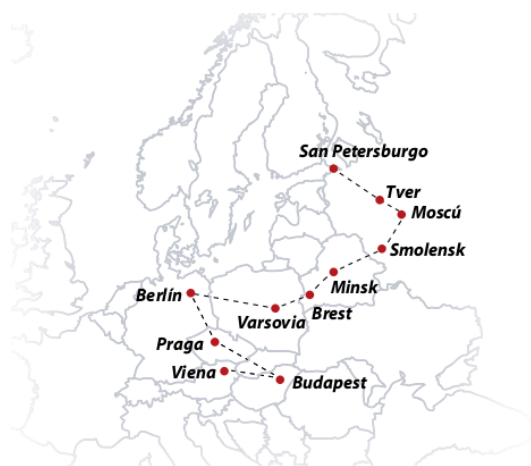 San Petersburgo
Tver
Moscú
Smolensk
Minsk
Berlín
Brest
Varsovia
Praga
Viena
Budapest